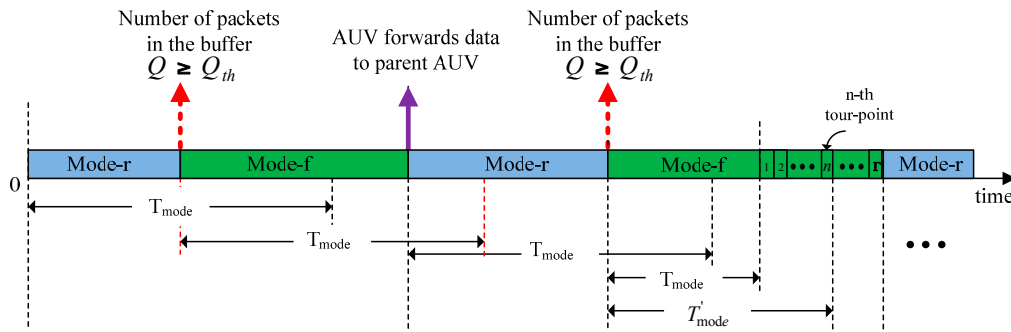 Number of packets
in the buffer
Q ≥ Q_th
AUV forwards data
to parent AUV
Number of packets
in the buffer
Q ≥ Q_th
n-th
tour-point
Mode-r
Mode-f
Mode-r
Mode-f
1 2 ••• n ••• r
Mode-r
0
time
T_mode
T_mode
T_mode
•••
T_mode
T'_mode